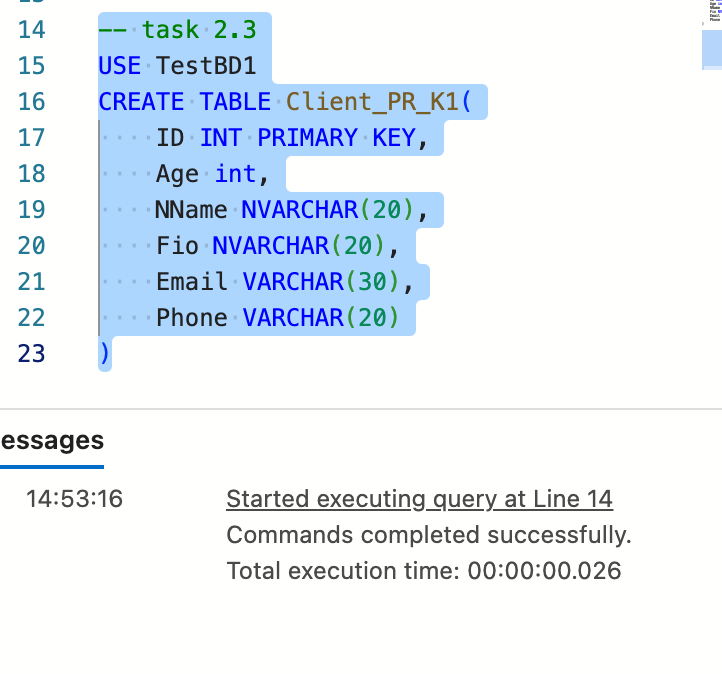 14 -- task 2.3
15 USE TestBD1
16 CREATE TABLE Client_PR_K1(
17 ID INT PRIMARY KEY,
18 Age int,
19 NName NVARCHAR(20),
20 Fio NVARCHAR(20),
21 Email VARCHAR(30),
22 Phone VARCHAR(20)
23 )
essages
14:53:16 Started executing query at Line 14
Commands completed successfully.
Total execution time: 00:00:00.026